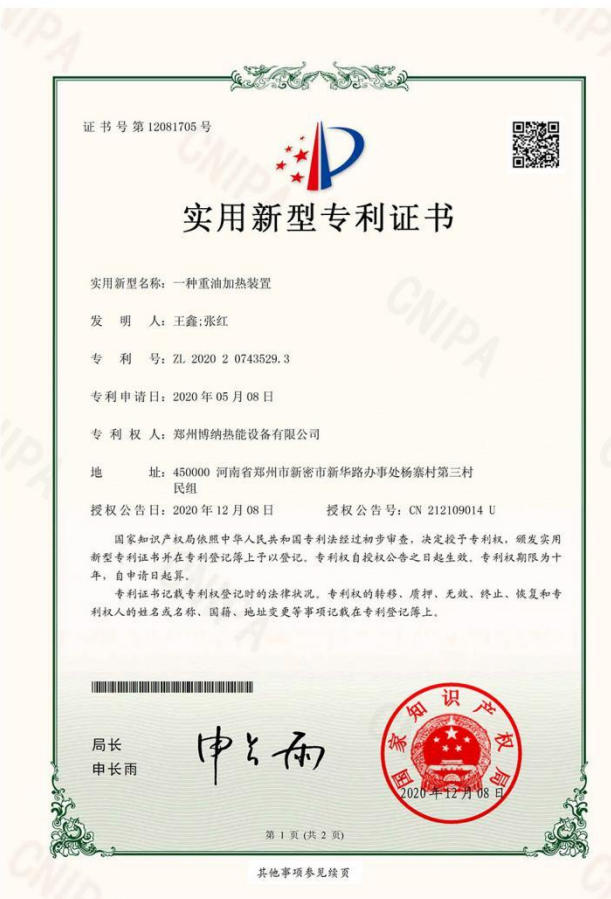 证书号第12081705号
实用新型专利证书
实用新型名称：一种重油加热装置
发明人：王鑫;张红
专利号：ZL 2020 2 0743529.3
专利申请日：2020年05月08日
专利权人：郑州博纳热能设备有限公司
地址：450000 河南省郑州市新密市新华路办事处杨寨村第三村
民组
授权公告日：2020年12月08日 授权公告号：CN 212109014 U
国家知识产权局依照中华人民共和国专利法经过初步审查，决定授予专利权，颁发实用
新型专利证书并在专利登记簿上予以登记。专利权自授权公告之日起生效。专利权期限为十
年，自申请日起算。
专利证书记载专利权登记时的法律状况。专利权的转移、质押、无效、终止、恢复和专
利权人的姓名或名称、国籍、地址变更等事项记载在专利登记簿上。
局长
申长雨
申长雨
国家知识产权局
2020年12月08日
第 1 页 (共 2 页)
其他事项参见续页
CNIPA
CNIPA
CNIPA
CNIPA